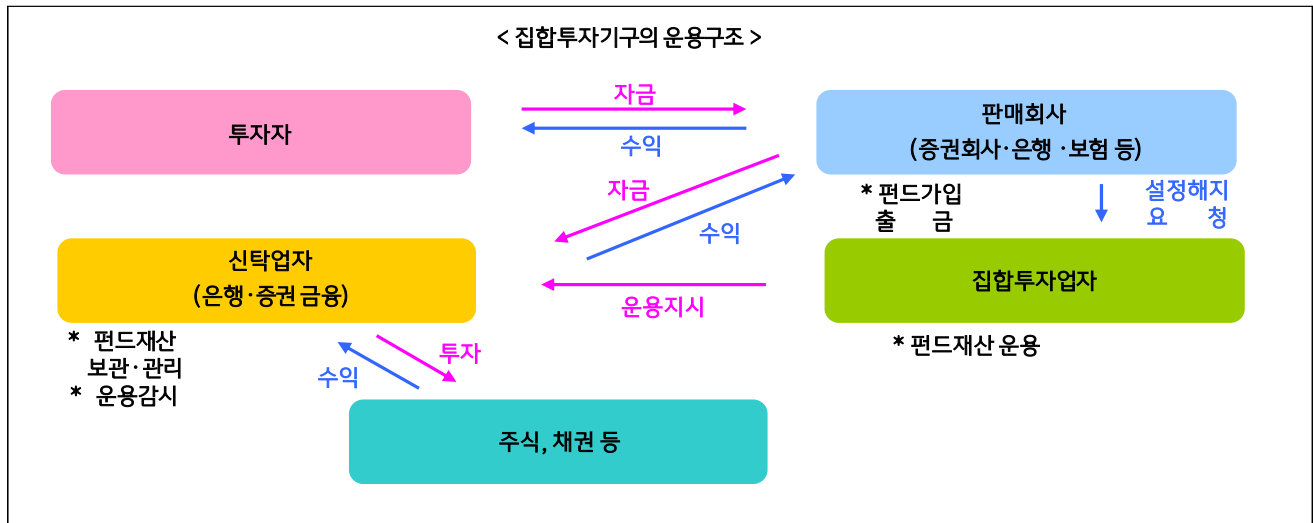 < 집합투자기구의 운용구조 >
투자자
자금
수익
판매회사
(증권회사·은행 ·보험 등)
자금
수익
* 펀드가입
출 금
설정해지
요 청
신탁업자
(은행·증권 금융)
운용지시
집합투자업자
* 펀드재산
보관·관리
* 운용감시
수익
투자
* 펀드재산 운용
주식, 채권 등